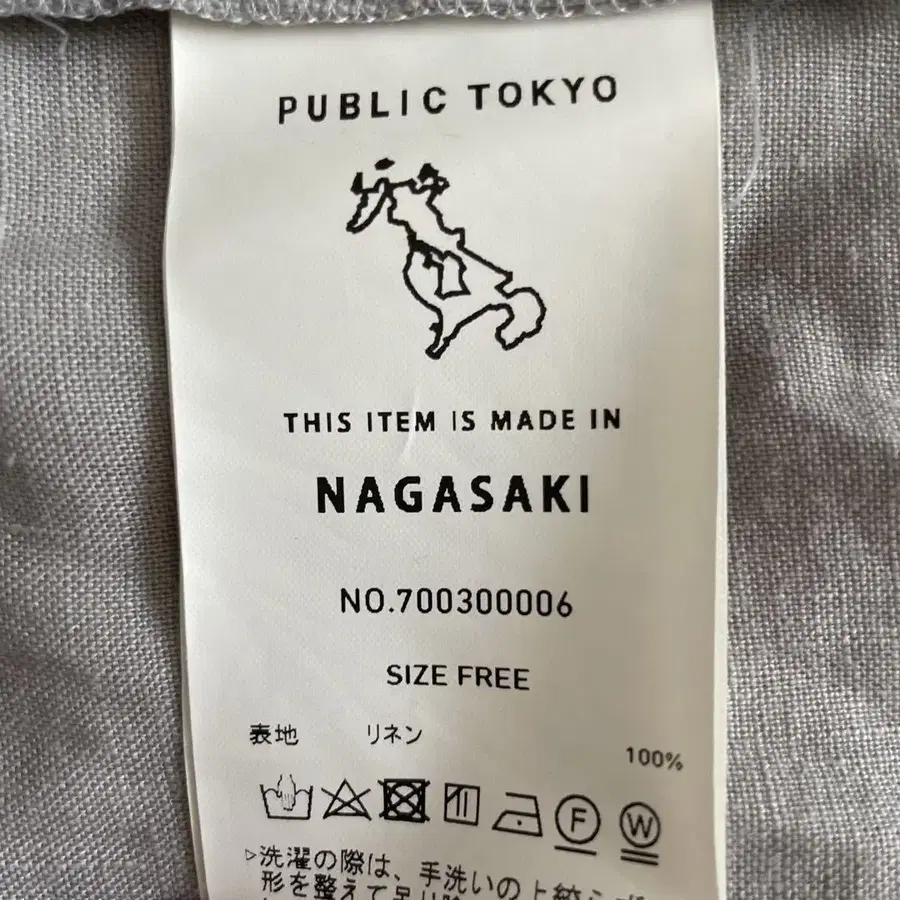 PUBLIC TOKYO
THIS ITEM IS MADE IN
NAGASAKI
NO.700300006
SIZE FREE
表地 リネン 100%
F W
▷洗濯の際は、手洗いの上絞らず
形を整えて